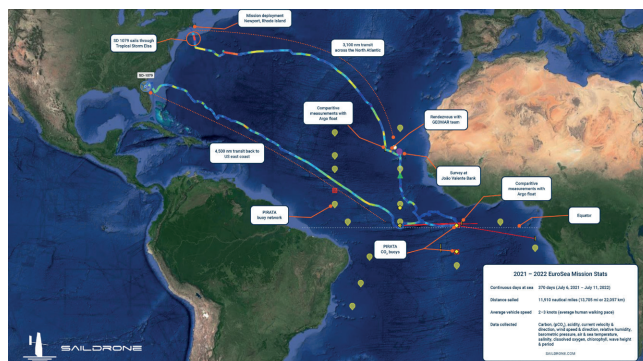 Mission deployment
Newport, Rhode Island
SD 1079 sails through
Tropical Storm Elsa
3,100 nm transit
across the North Atlantic
SD-1079
Comparitive
measurements with
Argo float
Rendezvous with
GEOMAR team
4,500 nm transit back to
US east coast
Survey at
João Valente Bank
Comparitive
measurements with
Argo float
PIRATA
buoy network
Equator
PIRATA
CO₂ buoys
2021 – 2022 EuroSea Mission Stats
Continuous days at sea 370 days (July 6, 2021 – July 11, 2022)
Distance sailed 11,910 nautical miles (13,705 mi or 22,057 km)
Average vehicle speed 2–3 knots (average human walking pace)
Data collected Carbon, (pCO₂), acidity, current velocity &
direction, wind speed & direction, relative humidity,
barometric pressure, air & sea temperature,
salinity, dissolved oxygen, chlorophyl, wave height
& period
SAILDRONE.COM
SAILDRONE